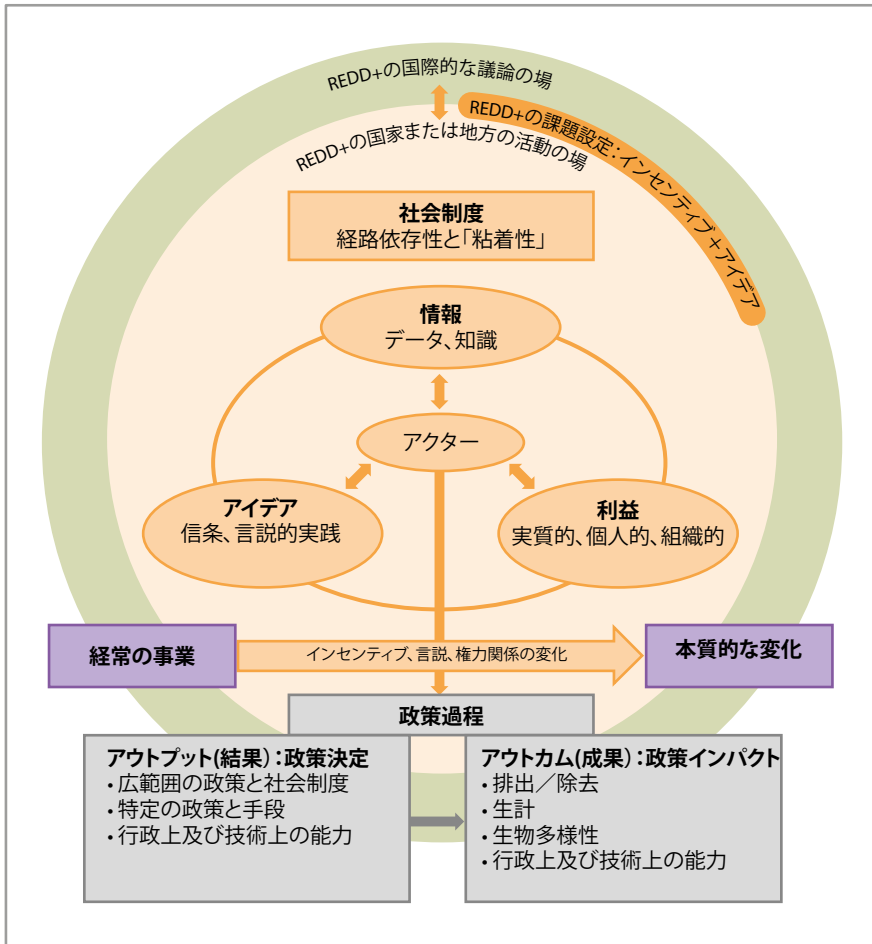 REDD+の国際的な議論の場
REDD+の課題設定：インセンティブ＋アイデア
REDD+の国家または地方の活動の場
社会制度
経路依存性と「粘着性」
情報
データ、知識
アクター
アイデア
信条、言説的実践
利益
実質的、個人的、組織的
経常の事業
インセンティブ、言説、権力関係の変化
本質的な変化
政策過程
アウトプット(結果)：政策決定
・広範囲の政策と社会制度
・特定の政策と手段
・行政上及び技術上の能力
アウトカム(成果)：政策インパクト
・排出／除去
・生計
・生物多様性
・行政上及び技術上の能力